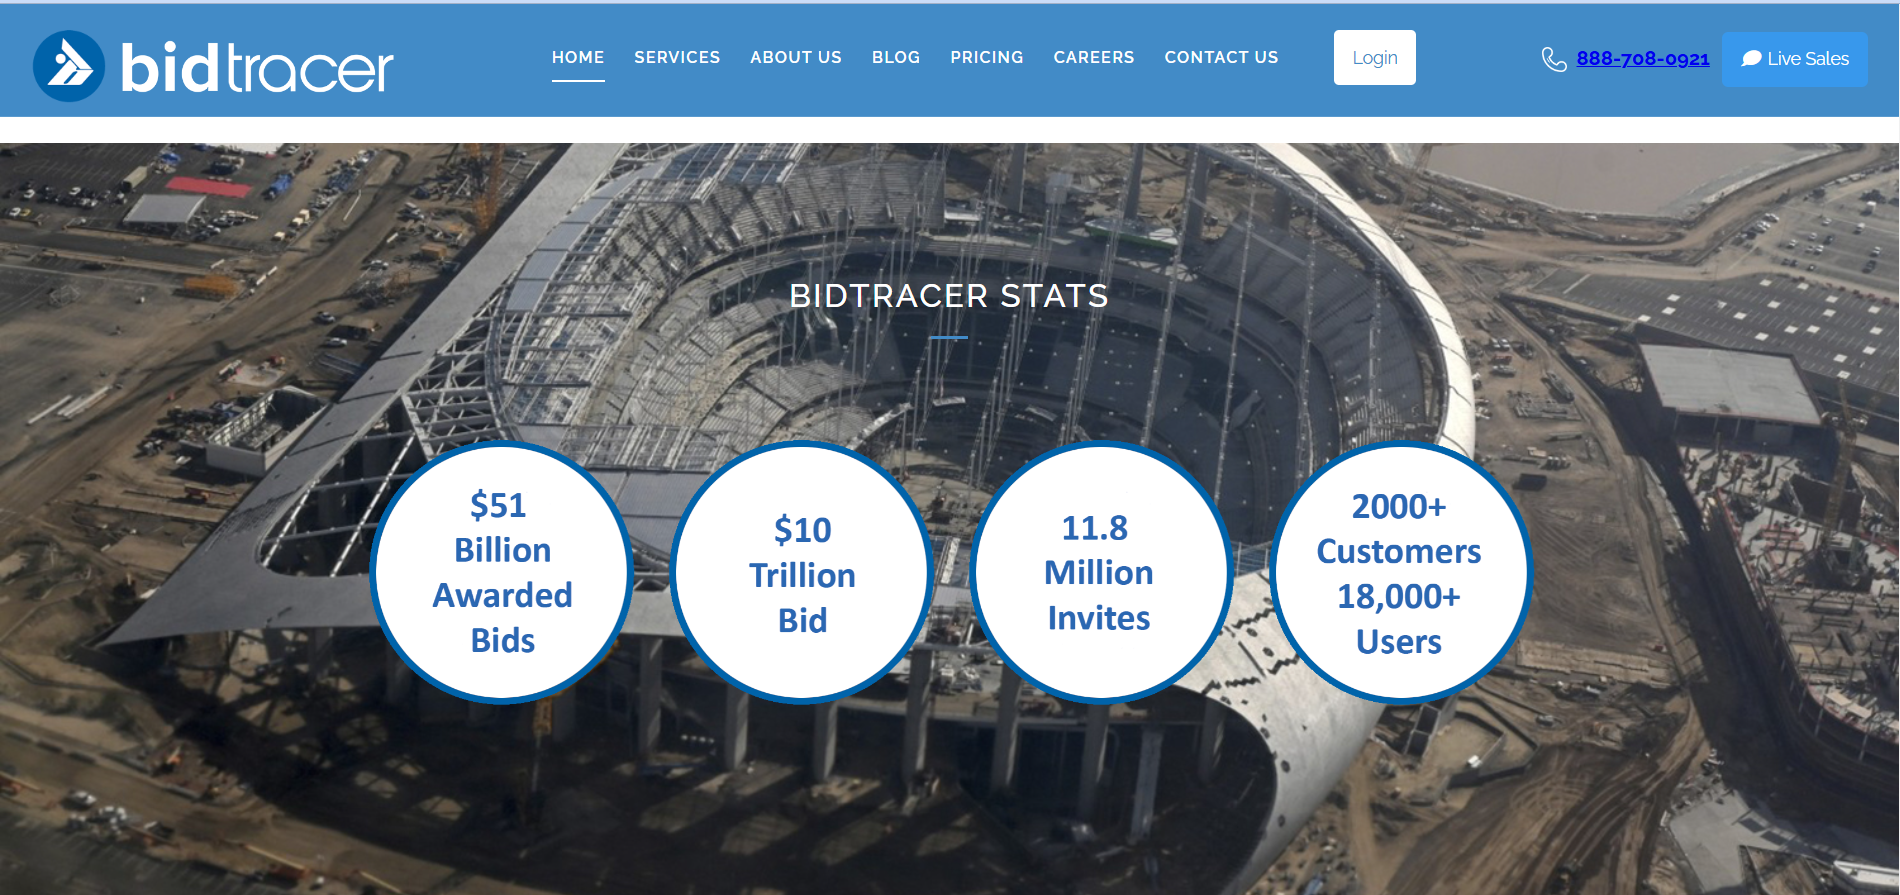 bidtracer
HOME SERVICES ABOUT US BLOG PRICING CAREERS CONTACT US
Login
888-708-0921
Live Sales
BIDTRACER STATS
$51
Billion
Awarded
Bids
$10
Trillion
Bid
11.8
Million
Invites
2000+
Customers
18,000+
Users